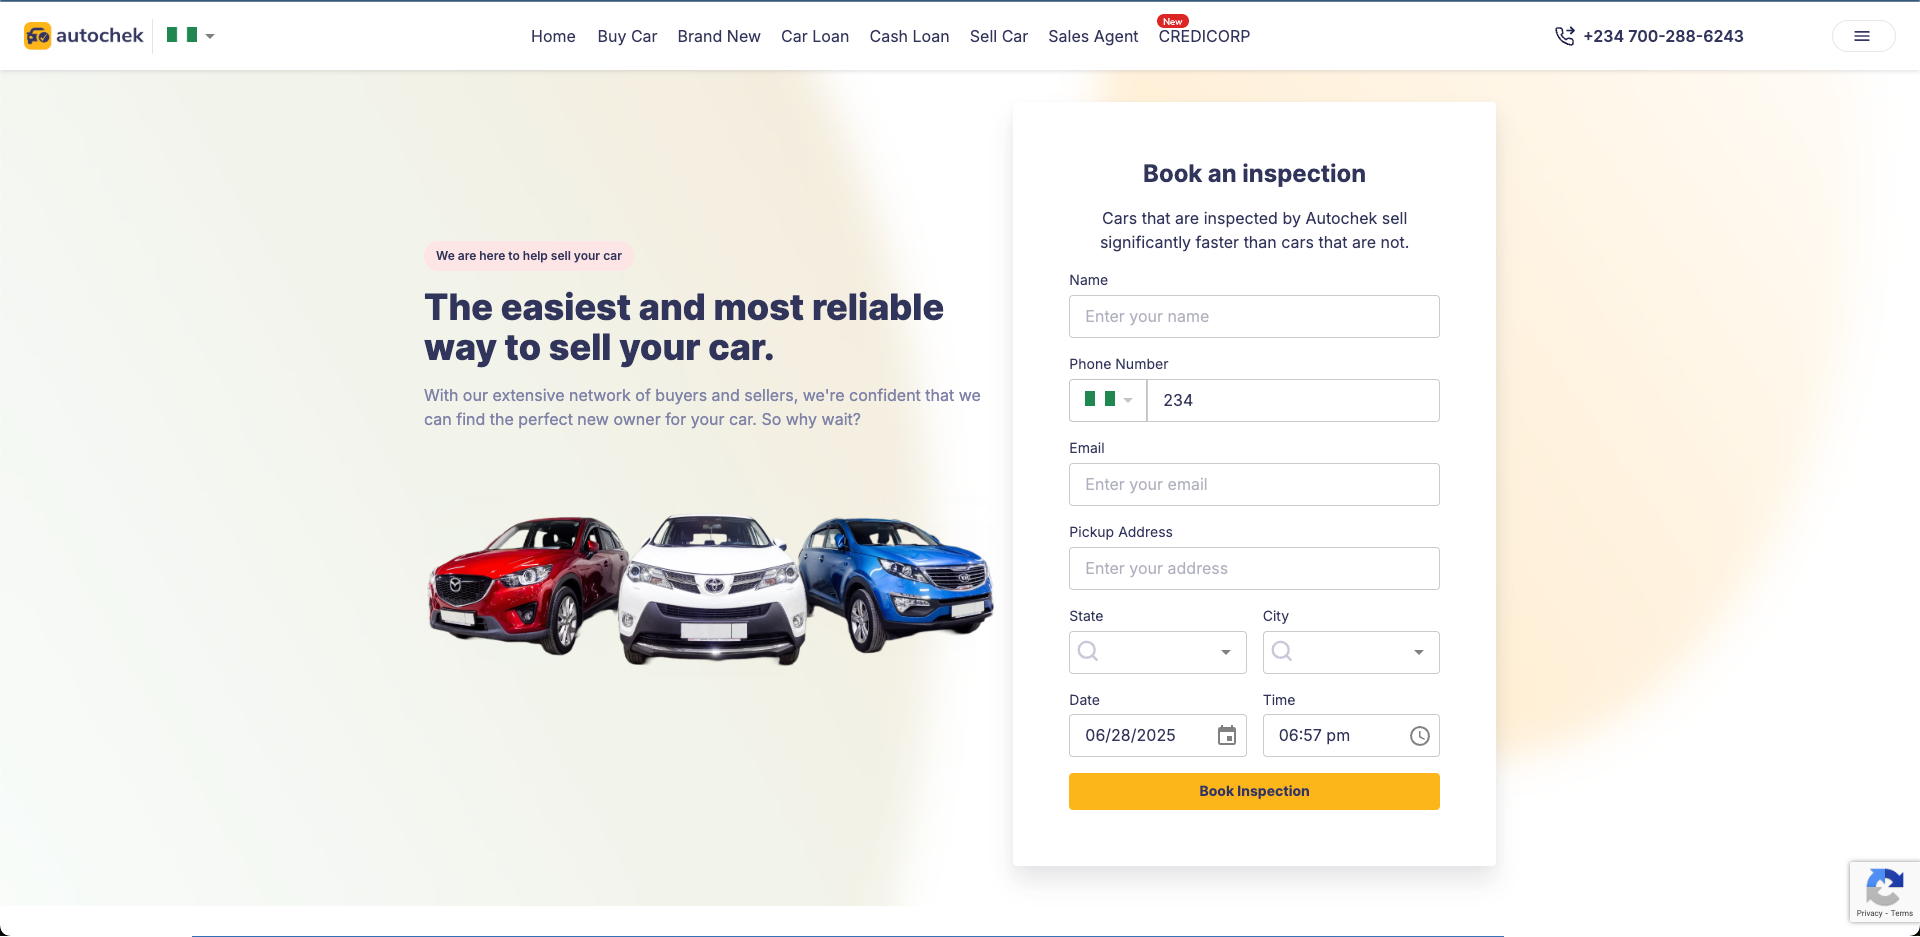 autochek
Home
Buy Car
Brand New
Car Loan
Cash Loan
Sell Car
Sales Agent
New
CREDICORP
+234 700-288-6243
We are here to help sell your car
The easiest and most reliable
way to sell your car.
With our extensive network of buyers and sellers, we're confident that we
can find the perfect new owner for your car. So why wait?
Book an inspection
Cars that are inspected by Autochek sell
significantly faster than cars that are not.
Name
Enter your name
Phone Number
234
Email
Enter your email
Pickup Address
Enter your address
State
City
Date
Time
06/28/2025
06:57 pm
Book Inspection
Privacy - Terms